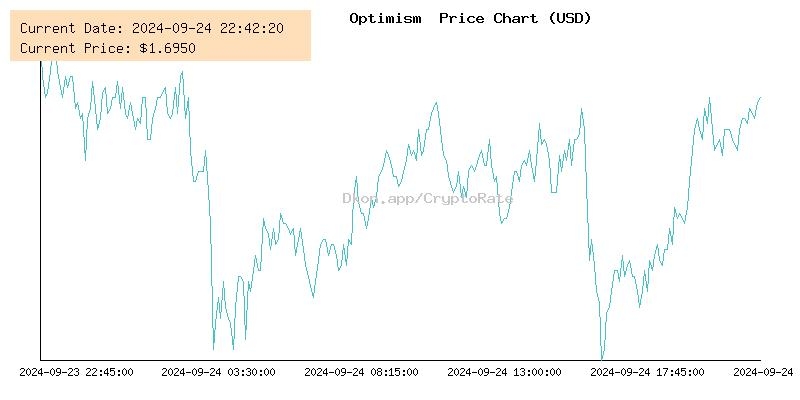 Optimism Price Chart (USD)
Current Date: 2024-09-24 22:42:20
Current Price: $1.6950
Dxon.app/CryptoRate
2024-09-23 22:45:00
2024-09-24 03:30:00
2024-09-24 08:15:00
2024-09-24 13:00:00
2024-09-24 17:45:00
2024-09-24